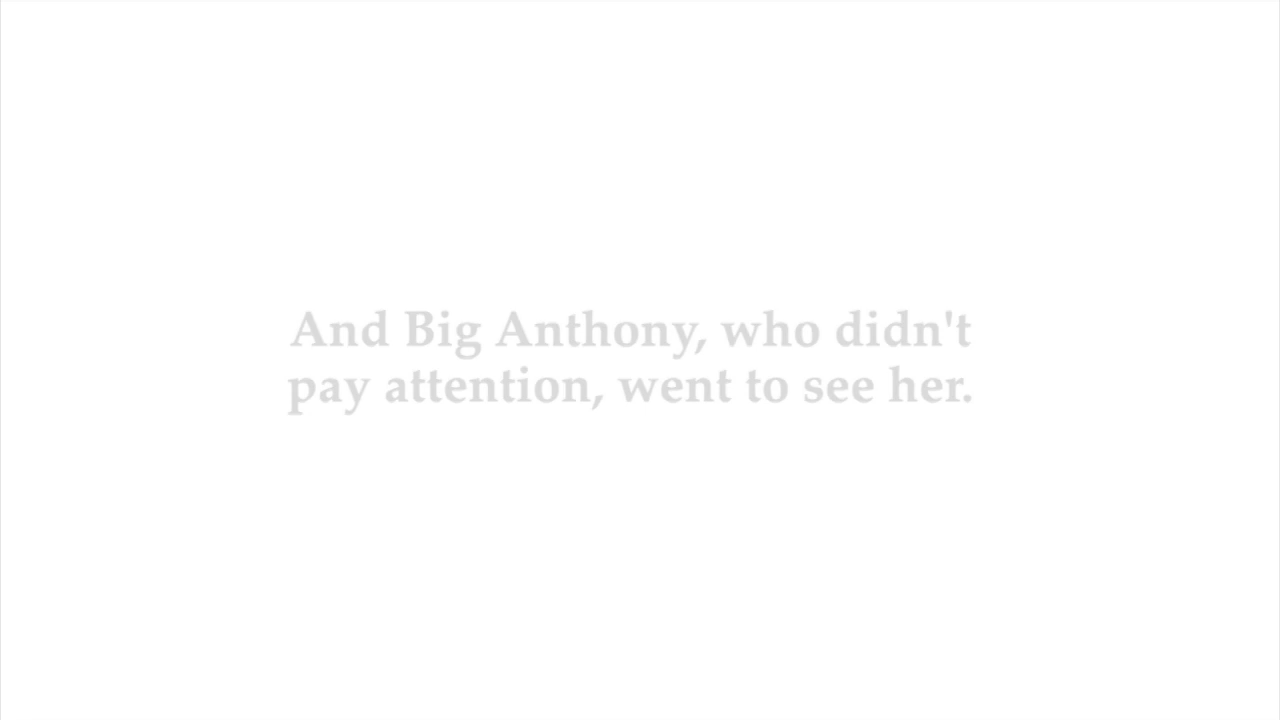 And Big Anthony, who didn't
pay attention, went to see her.